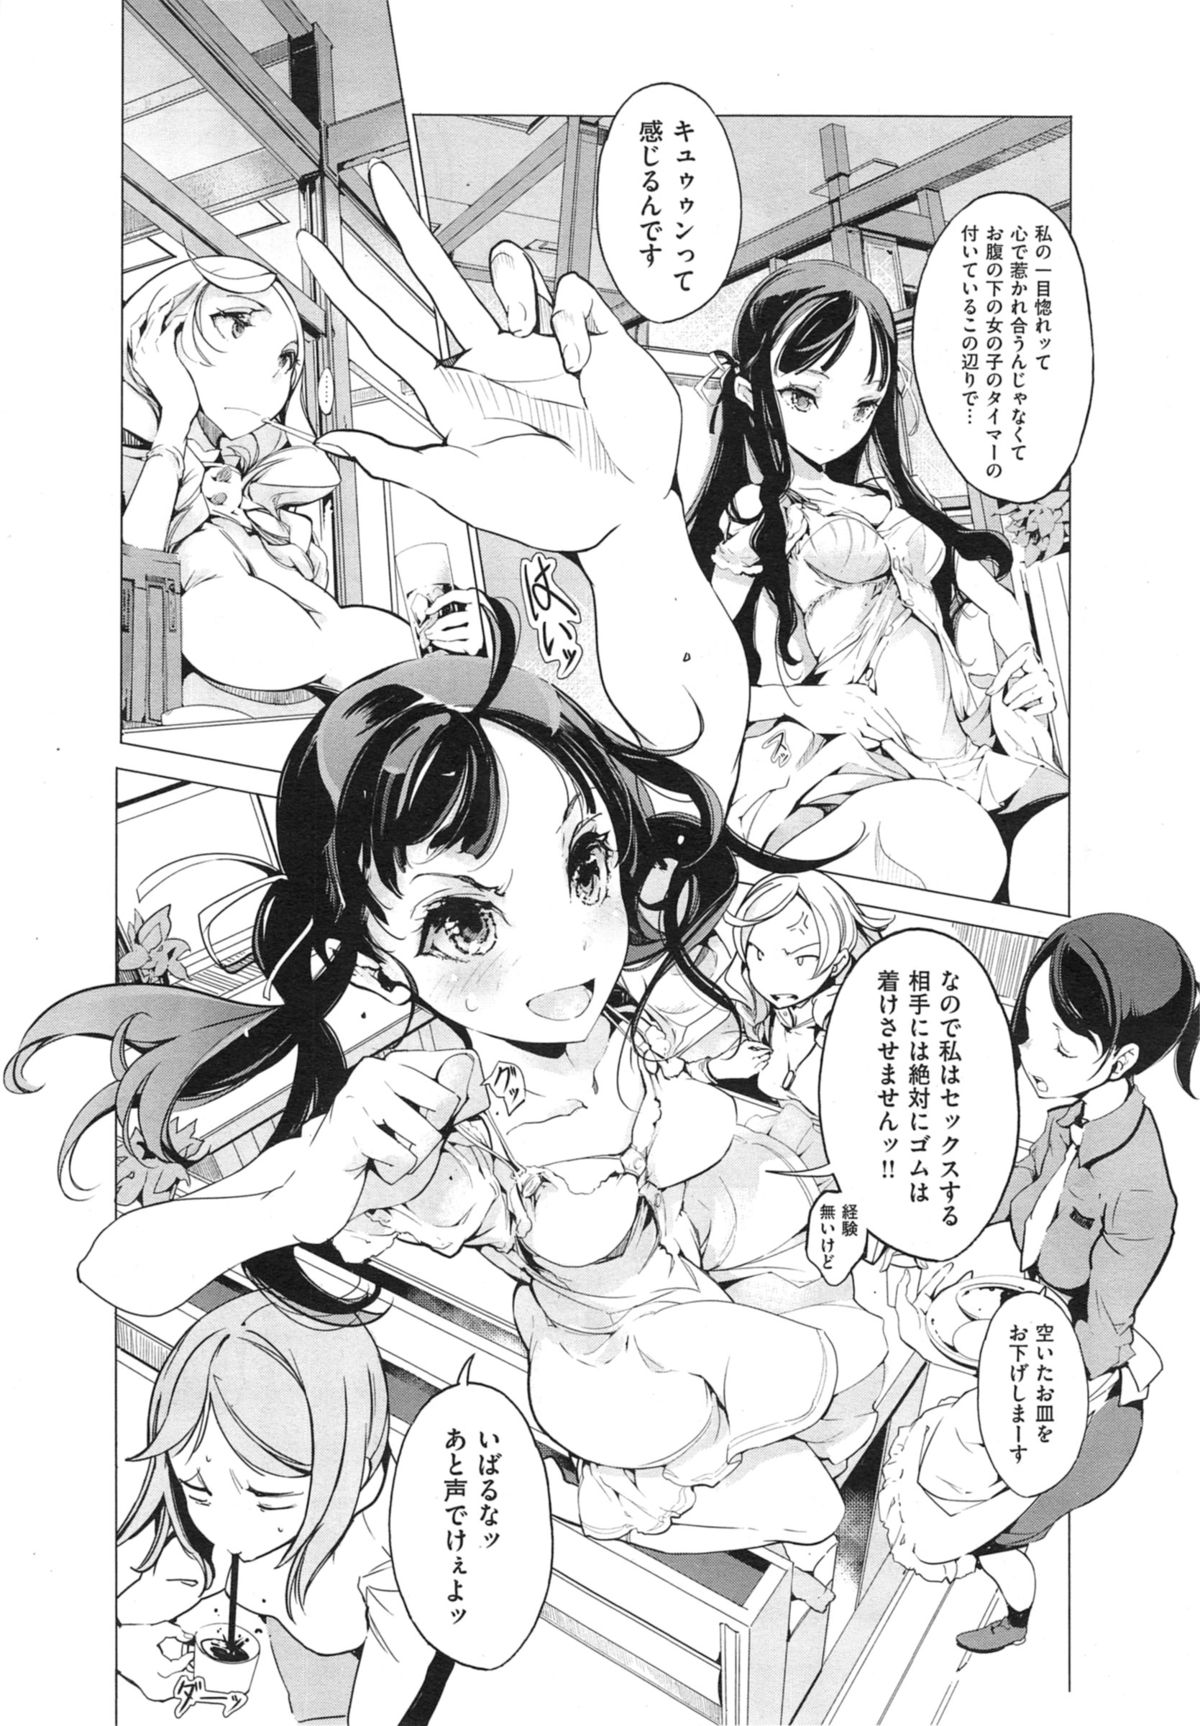 私の一目惚れッて
心で惹かれ合うんじゃなくて
お腹の下の女の子のタイマーの
付いているこの辺りで…
キュゥゥンって
感じるんです
はいッ
なので私はセックスする
相手には絶対にゴムは
着けさせませんッ!!
経験
無いけど
グッ
空いたお皿を
お下げしまーす
いばるなッ
あと声でけぇよッ
ダーッ